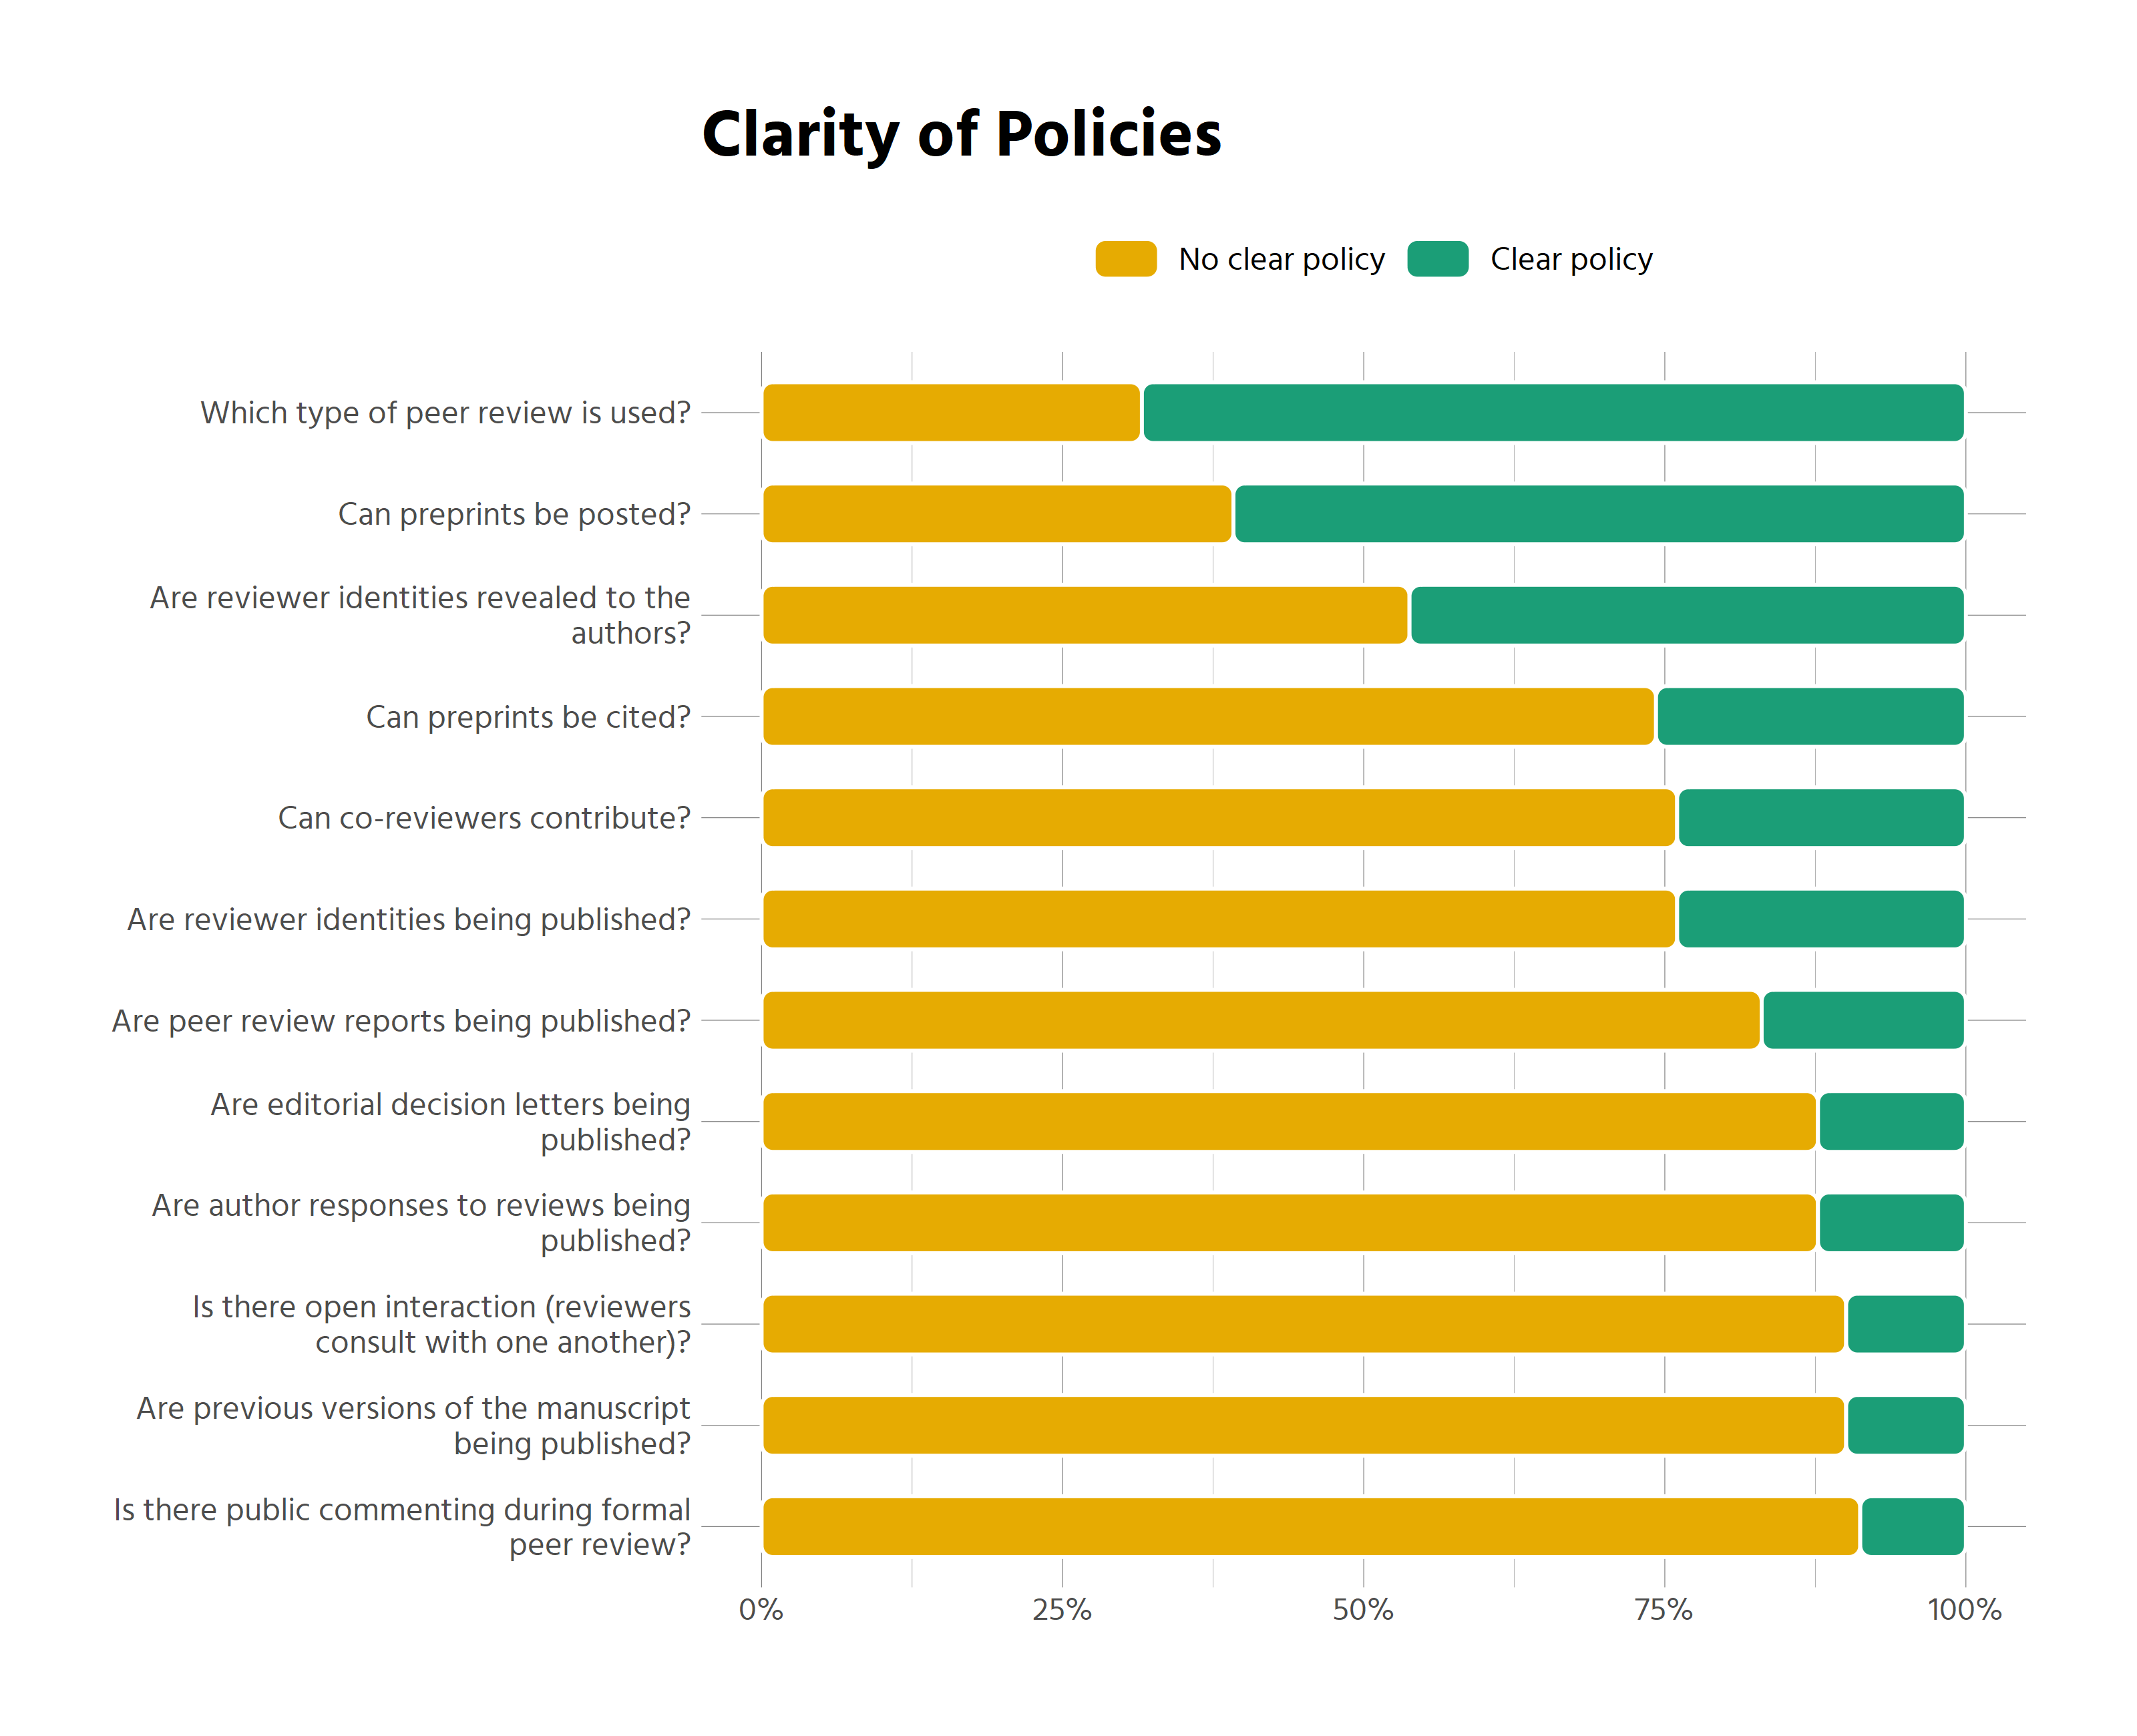 Clarity of Policies
No clear policy
Clear policy
Which type of peer review is used?
Can preprints be posted?
Are reviewer identities revealed to the
authors?
Can preprints be cited?
Can co-reviewers contribute?
Are reviewer identities being published?
Are peer review reports being published?
Are editorial decision letters being
published?
Are author responses to reviews being
published?
Is there open interaction (reviewers
consult with one another)?
Are previous versions of the manuscript
being published?
Is there public commenting during formal
peer review?
0%
25%
50%
75%
100%